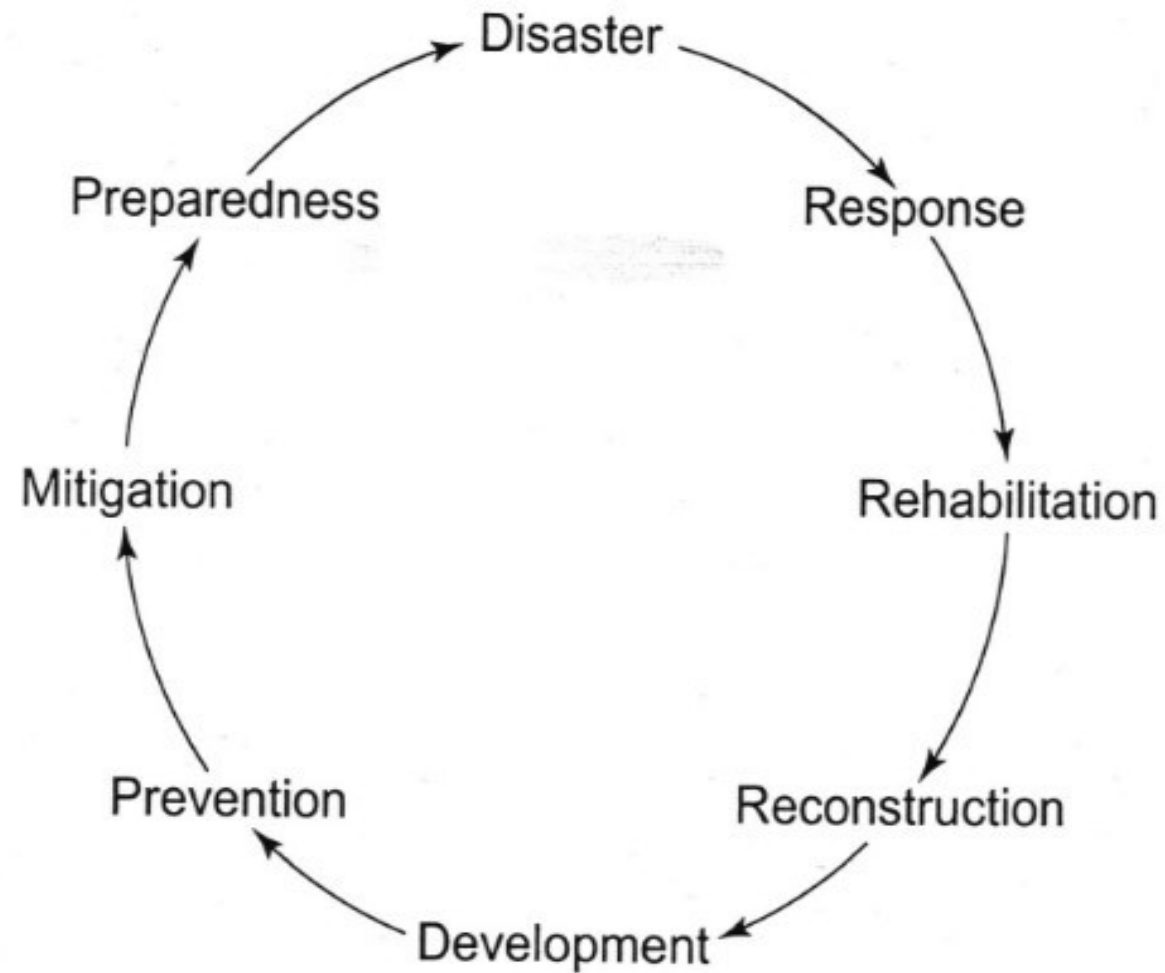 Disaster
Response
Rehabilitation
Reconstruction
Development
Prevention
Mitigation
Preparedness